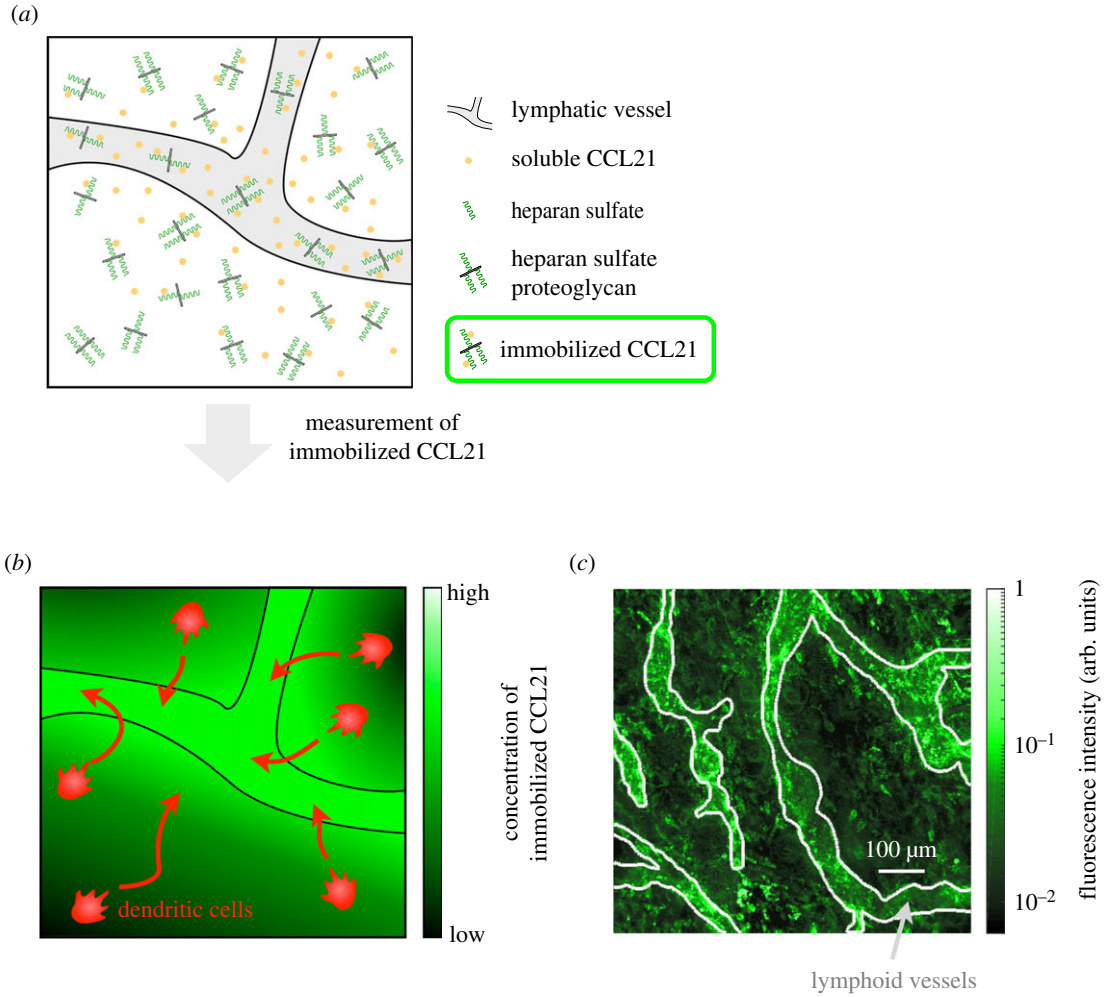 (a)
lymphatic vessel
soluble CCL21
heparan sulfate
heparan sulfate
proteoglycan
immobilized CCL21
measurement of
immobilized CCL21
(b)
high
low
concentration of
immobilized CCL21
dendritic cells
(c)
1
10⁻¹
10⁻²
fluorescence intensity (arb. units)
100 µm
lymphoid vessels